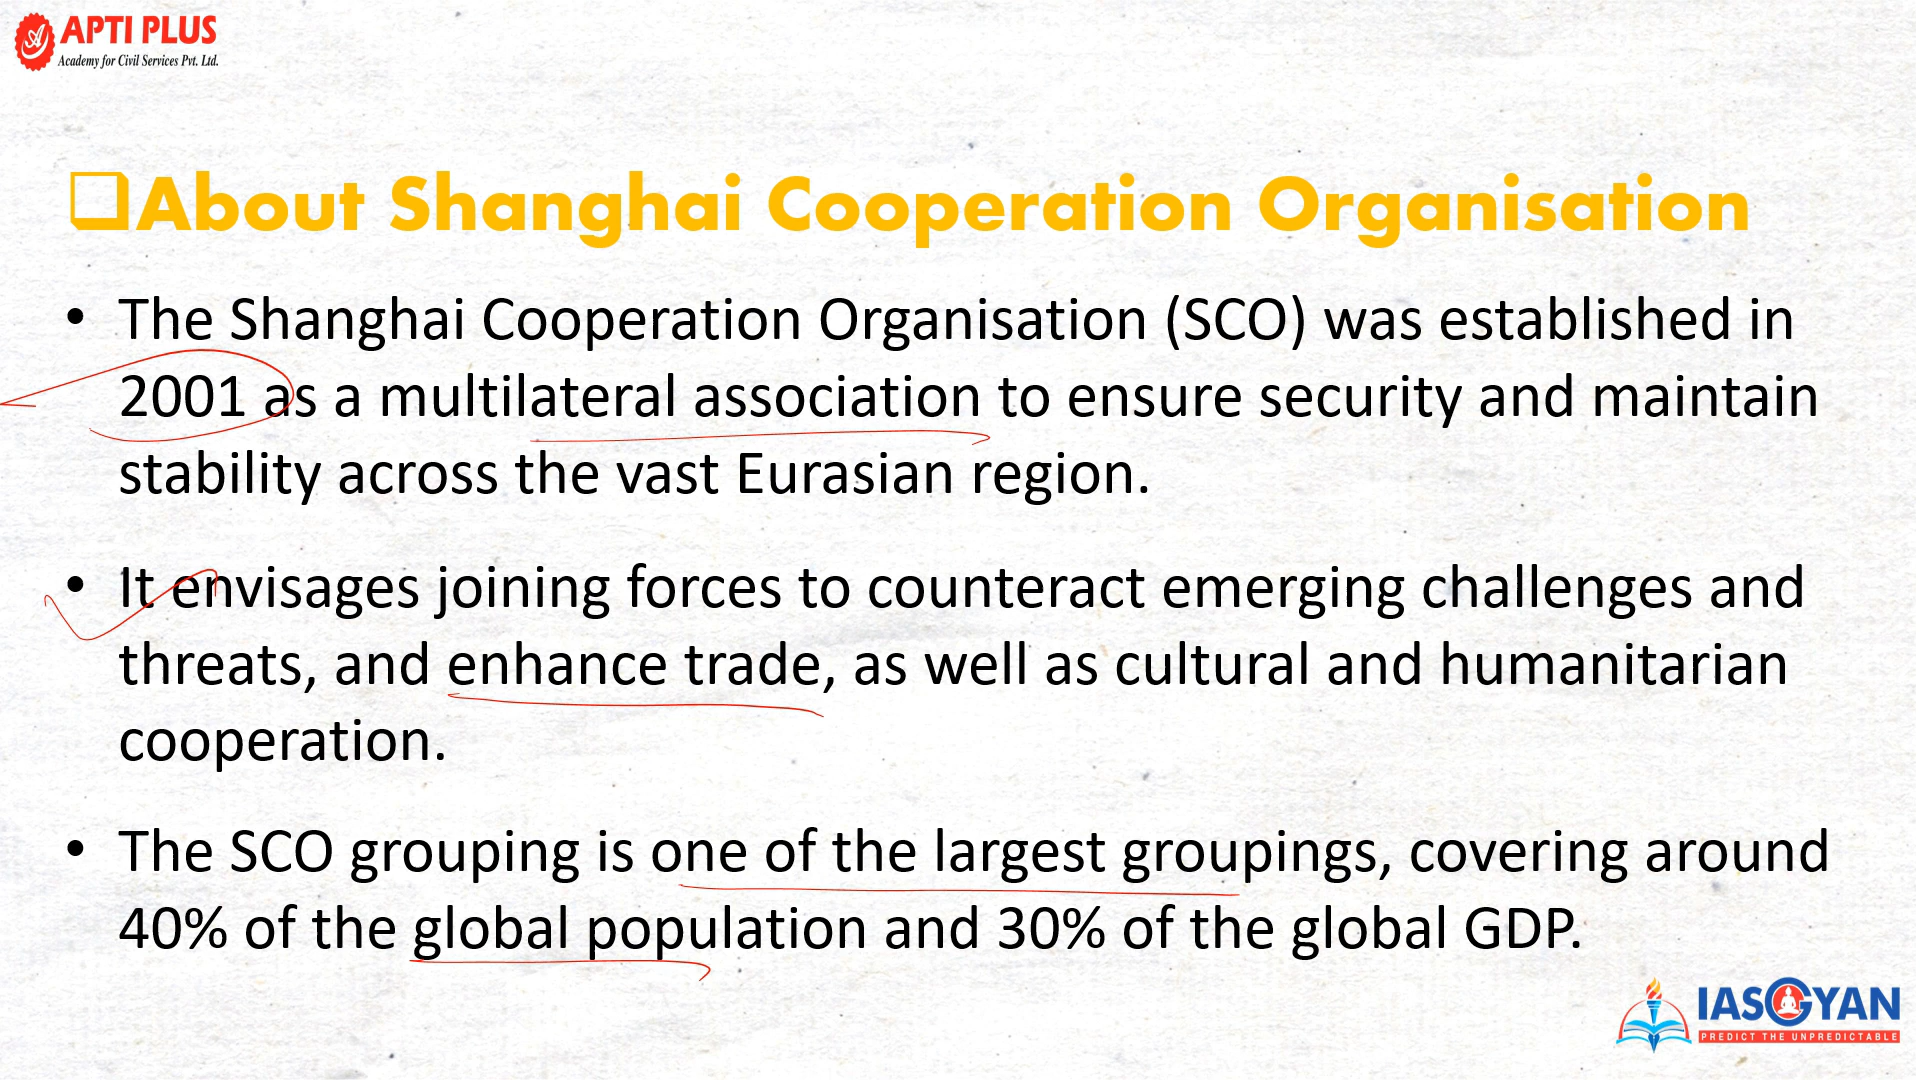 APTI PLUS
Academy for Civil Services Pvt. Ltd.
About Shanghai Cooperation Organisation
• The Shanghai Cooperation Organisation (SCO) was established in
2001 as a multilateral association to ensure security and maintain
stability across the vast Eurasian region.
• It envisages joining forces to counteract emerging challenges and
threats, and enhance trade, as well as cultural and humanitarian
cooperation.
• The SCO grouping is one of the largest groupings, covering around
40% of the global population and 30% of the global GDP.
IASGYAN
PREDICT THE UNPREDICTABLE